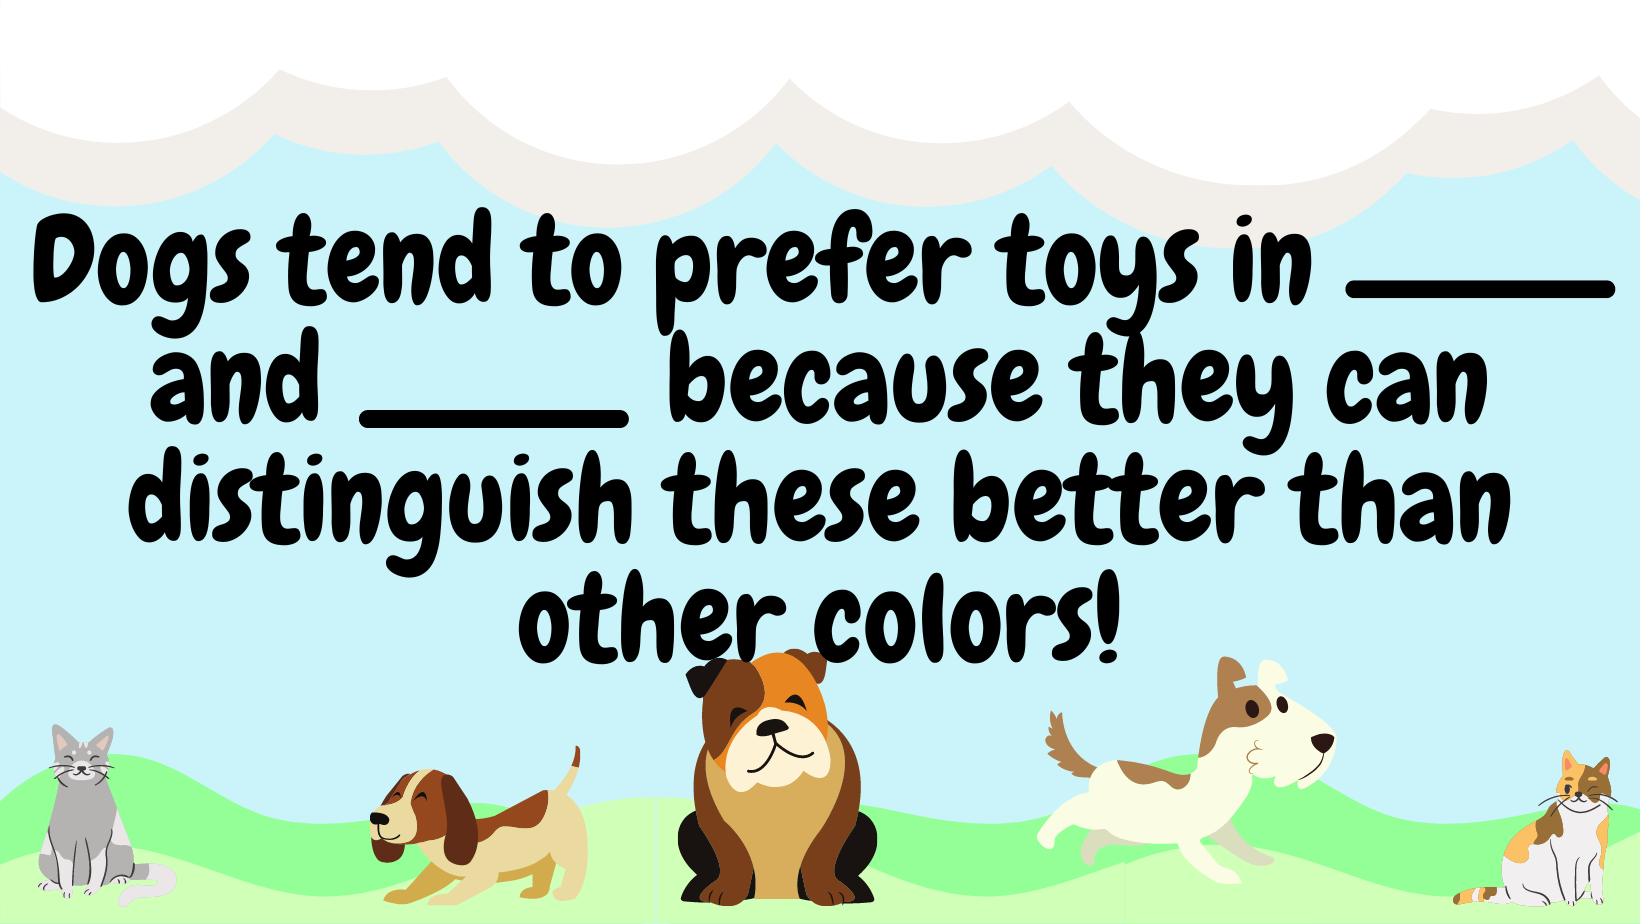 Dogs tend to prefer toys in _____
and _____ because they can
distinguish these better than
other colors!